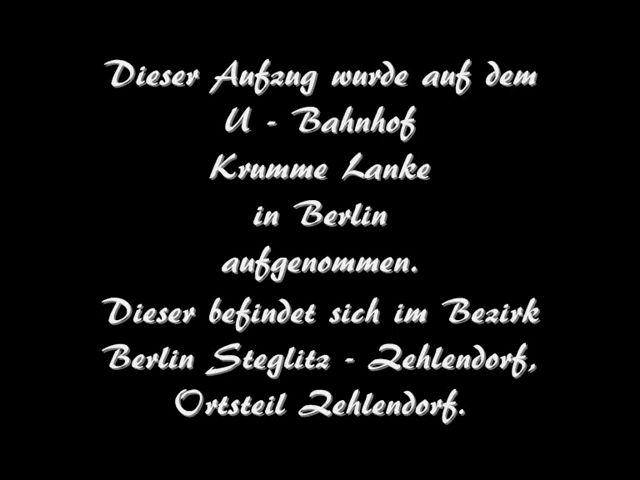 Dieser Aufzug wurde auf dem
U - Bahnhof
Krumme Lanke
in Berlin
aufgenommen.
Dieser befindet sich im Bezirk
Berlin Steglitz - Zehlendorf,
Ortsteil Zehlendorf.